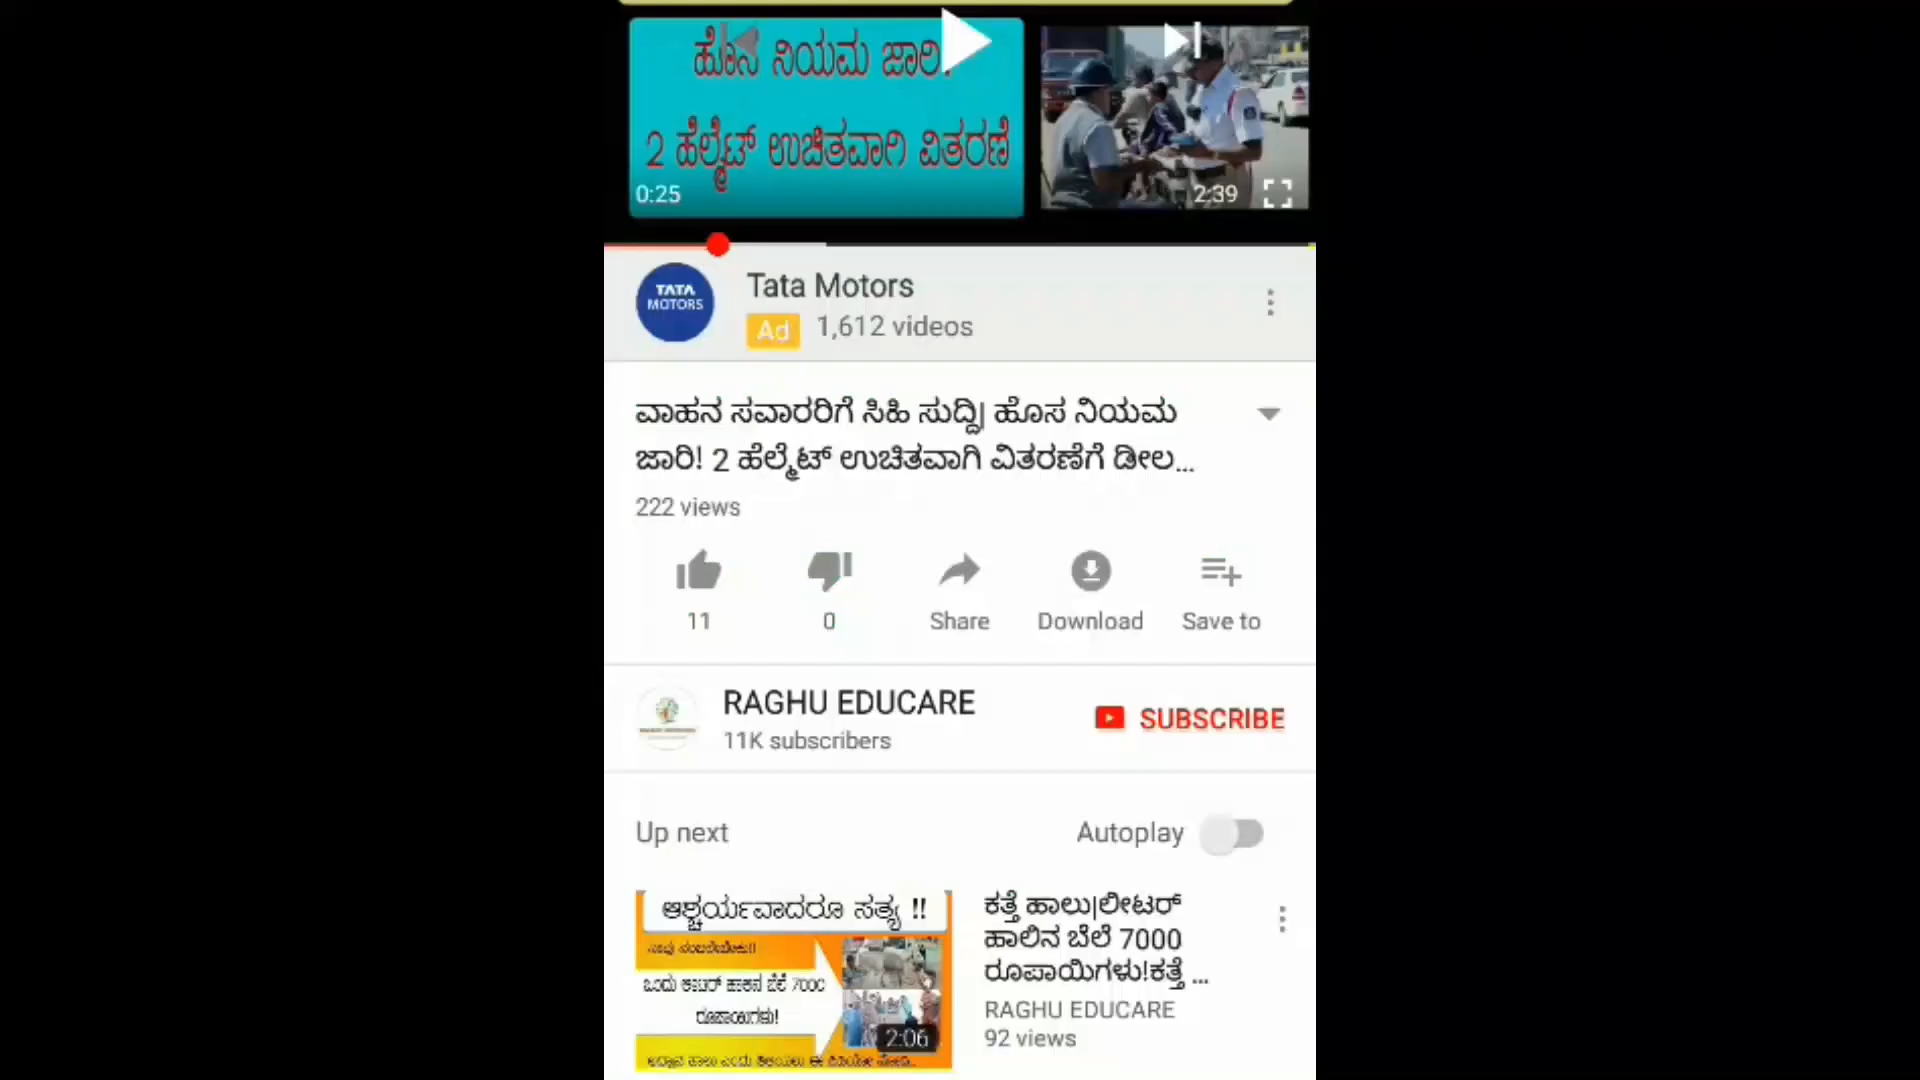 ಹೊಸ ನಿಯಮ ಜಾರಿ!
2 ಹೆಲ್ಮೆಟ್ ಉಚಿತವಾಗಿ ವಿತರಣೆ
0:25
2:39
TATA
MOTORS
Tata Motors
Ad 1,612 videos
ವಾಹನ ಸವಾರರಿಗೆ ಸಿಹಿ ಸುದ್ದಿ| ಹೊಸ ನಿಯಮ
ಜಾರಿ! 2 ಹೆಲ್ಮೆಟ್ ಉಚಿತವಾಗಿ ವಿತರಣೆಗೆ ಡೀಲ...
222 views
11
0
Share
Download
Save to
RAGHU EDUCARE
11K subscribers
SUBSCRIBE
Up next
Autoplay
ಆಶ್ಚರ್ಯವಾದರೂ ಸತ್ಯ !!
ಒಂದು ಲೀಟರ್ ಹಾಲಿನ ಬೆಲೆ 7000
ರೂಪಾಯಿಗಳು!
2:06
ಕತ್ತೆ ಹಾಲು|ಲೀಟರ್
ಹಾಲಿನ ಬೆಲೆ 7000
ರೂಪಾಯಿಗಳು!ಕತ್ತೆ ...
RAGHU EDUCARE
92 views